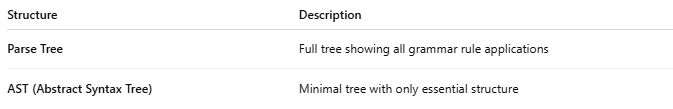 Structure Description
Parse Tree Full tree showing all grammar rule applications
AST (Abstract Syntax Tree) Minimal tree with only essential structure